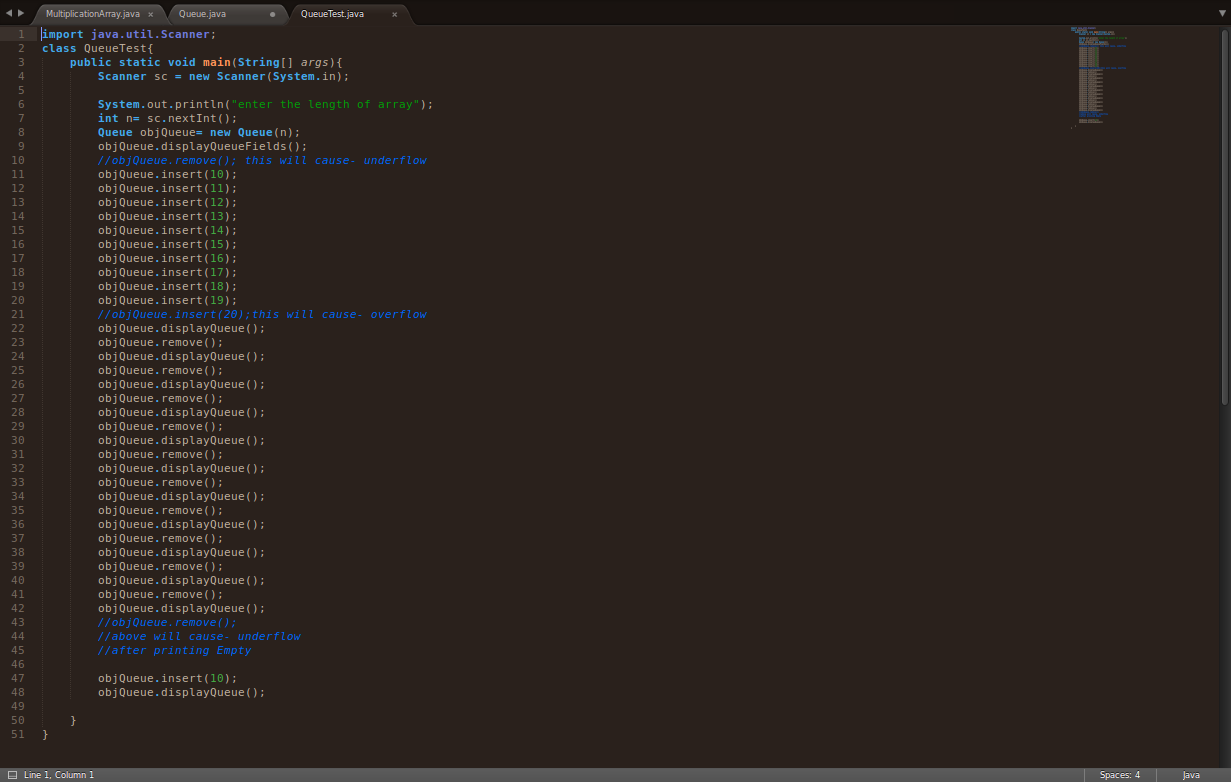 MultiplicationArray.java × Queue.java QueueTest.java ×
1 import java.util.Scanner;
2 class QueueTest{
3 public static void main(String[] args){
4 Scanner sc = new Scanner(System.in);
5
6 System.out.println("enter the length of array");
7 int n= sc.nextInt();
8 Queue objQueue= new Queue(n);
9 objQueue.displayQueueFields();
10 //objQueue.remove(); this will cause- underflow
11 objQueue.insert(10);
12 objQueue.insert(11);
13 objQueue.insert(12);
14 objQueue.insert(13);
15 objQueue.insert(14);
16 objQueue.insert(15);
17 objQueue.insert(16);
18 objQueue.insert(17);
19 objQueue.insert(18);
20 objQueue.insert(19);
21 //objQueue.insert(20);this will cause- overflow
22 objQueue.displayQueue();
23 objQueue.remove();
24 objQueue.displayQueue();
25 objQueue.remove();
26 objQueue.displayQueue();
27 objQueue.remove();
28 objQueue.displayQueue();
29 objQueue.remove();
30 objQueue.displayQueue();
31 objQueue.remove();
32 objQueue.displayQueue();
33 objQueue.remove();
34 objQueue.displayQueue();
35 objQueue.remove();
36 objQueue.displayQueue();
37 objQueue.remove();
38 objQueue.displayQueue();
39 objQueue.remove();
40 objQueue.displayQueue();
41 objQueue.remove();
42 objQueue.displayQueue();
43 //objQueue.remove();
44 //above will cause- underflow
45 //after printing Empty
46
47 objQueue.insert(10);
48 objQueue.displayQueue();
49
50 }
51 }
Line 1, Column 1 Spaces: 4 Java